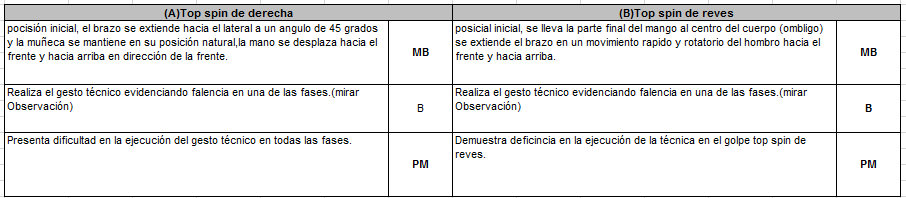 (A)Top spin de derecha
(B)Top spin de reves
pocisión inicial, el brazo se extiende hacia el lateral a un angulo de 45 grados
y la muñeca se mantiene en su posición natural,la mano se desplaza hacia el
frente y hacia arriba en dirección de la frente.
MB
posicial inicial, se lleva la parte final del mango al centro del cuerpo (ombligo)
se extiende el brazo en un movimiento rapido y rotatorio del hombro hacia el
frente y hacia arriba.
MB
Realiza el gesto técnico evidenciando falencia en una de las fases.(mirar
Observación)
B
Realiza el gesto técnico evidenciando falencia en una de las fases.(mirar
Observación)
B
Presenta dificultad en la ejecución del gesto técnico en todas las fases.
PM
Demuestra deficincia en la ejecución de la técnica en el golpe top spin de
reves.
PM